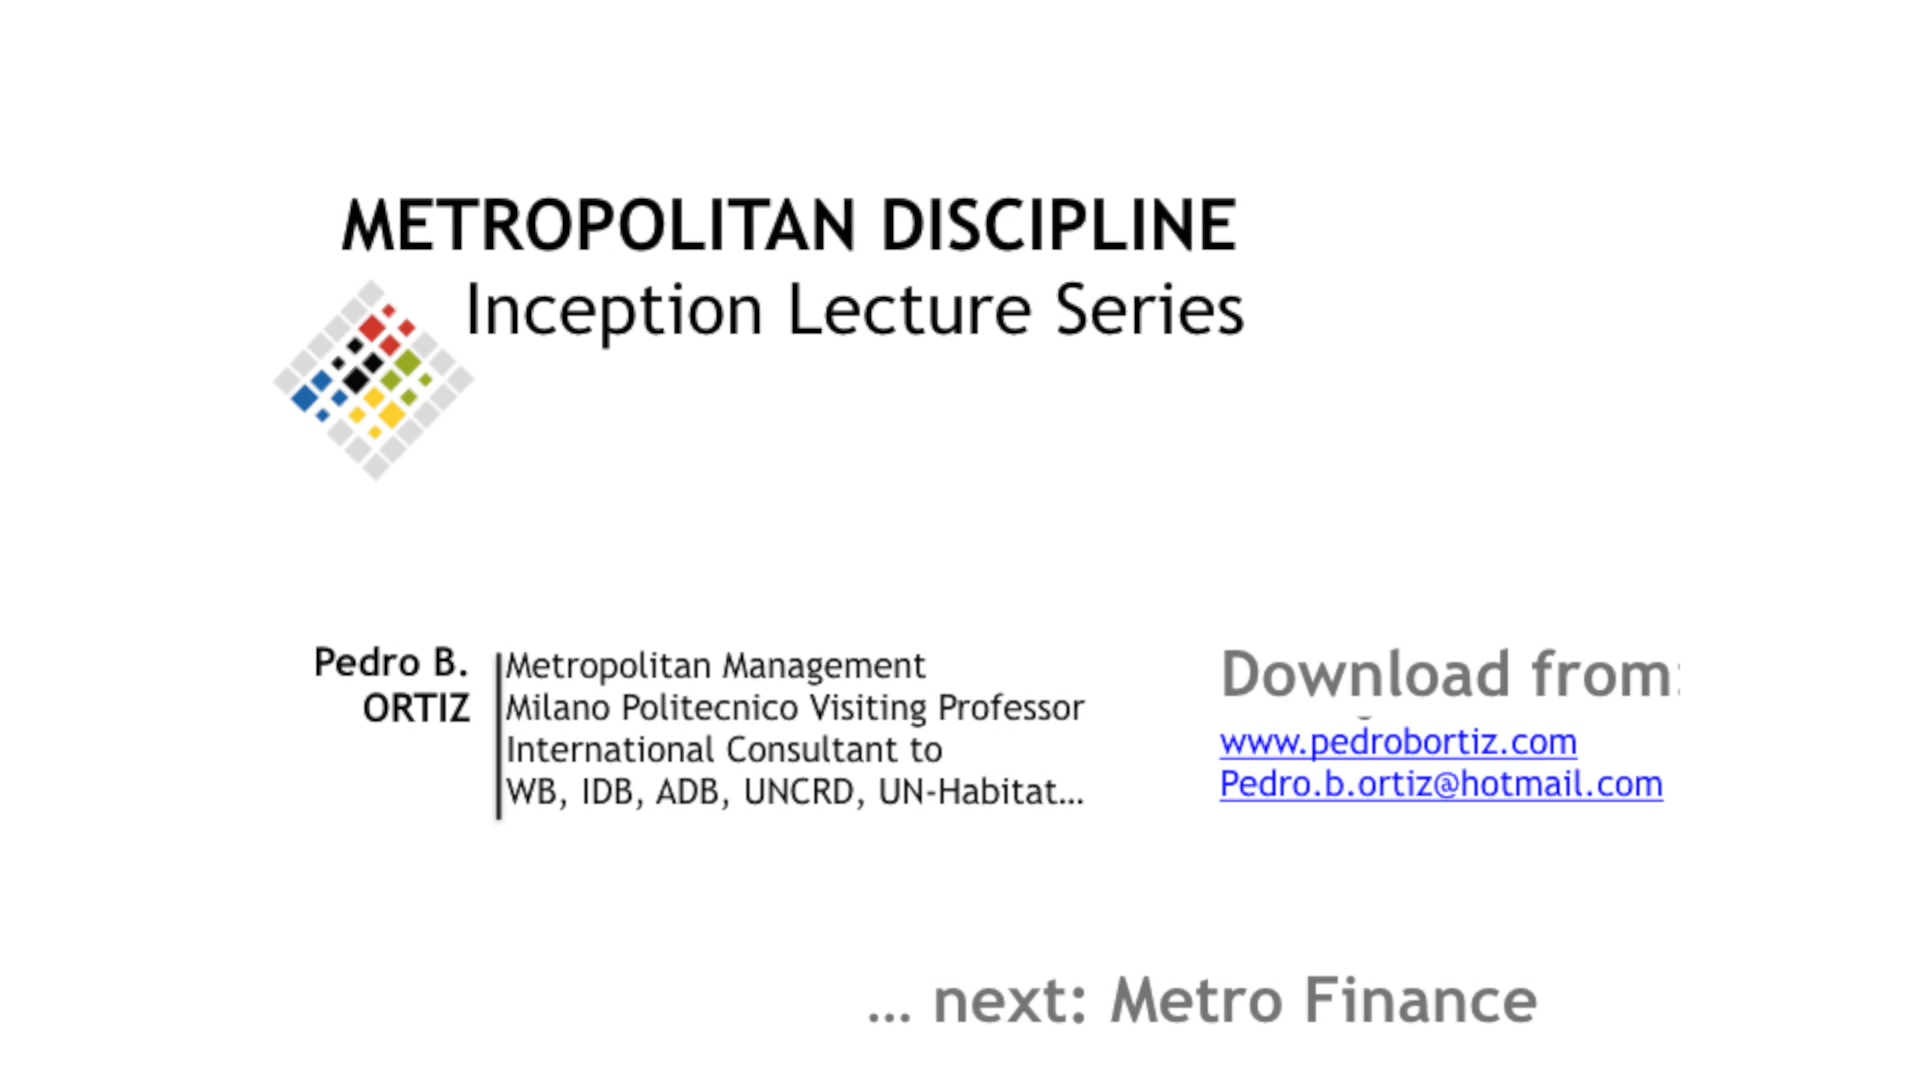 METROPOLITAN DISCIPLINE
Inception Lecture Series
Pedro B.
ORTIZ
Metropolitan Management
Milano Politecnico Visiting Professor
International Consultant to
WB, IDB, ADB, UNCRD, UN-Habitat...
Download from:
www.pedrobortiz.com
Pedro.b.ortiz@hotmail.com
... next: Metro Finance